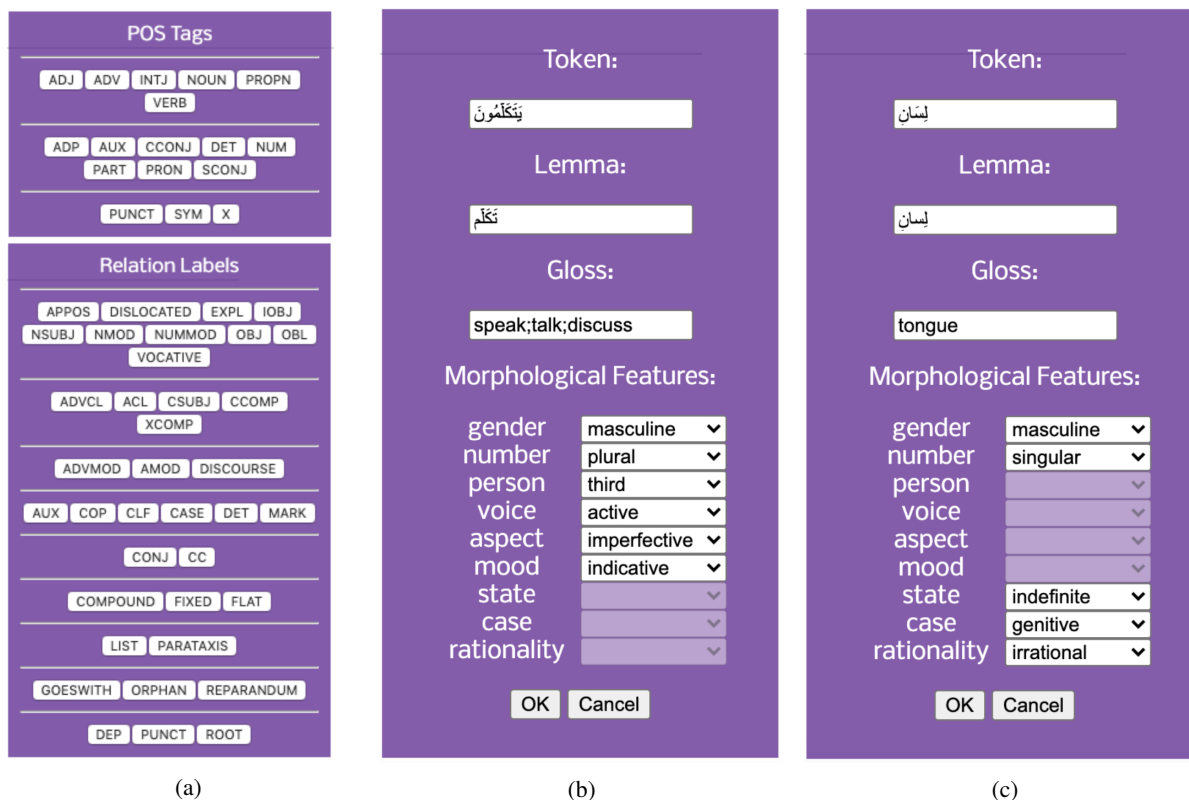 POS Tags
ADJ ADV INTJ NOUN PROPN
VERB
ADP AUX CCONJ DET NUM
PART PRON SCONJ
PUNCT SYM X
Relation Labels
APPOS DISLOCATED EXPL IOBJ
NSUBJ NMOD NUMMOD OBJ OBL
VOCATIVE
ADVCL ACL CSUBJ CCOMP
XCOMP
ADVMOD AMOD DISCOURSE
AUX COP CLF CASE DET MARK
CONJ CC
COMPOUND FIXED FLAT
LIST PARATAXIS
GOESWITH ORPHAN REPARANDUM
DEP PUNCT ROOT
(a)
Token:
يَتَكَلَّمُونَ
Lemma:
تَكَلَّم
Gloss:
speak;talk;discuss
Morphological Features:
gender masculine
number plural
person third
voice active
aspect imperfective
mood indicative
state
case
rationality
OK Cancel
(b)
Token:
لِسَانِ
Lemma:
لِسانِ
Gloss:
tongue
Morphological Features:
gender masculine
number singular
person
voice
aspect
mood
state indefinite
case genitive
rationality irrational
OK Cancel
(c)